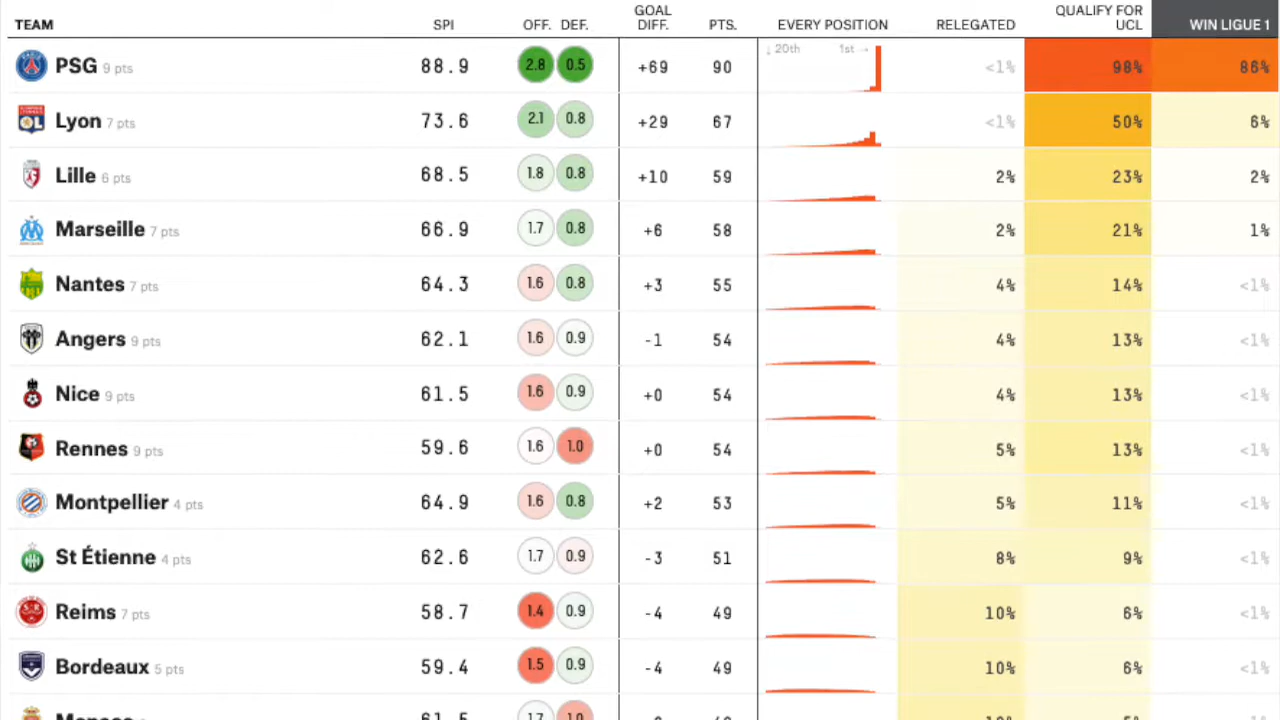 TEAM SPI OFF. DEF. GOAL DIFF. PTS. EVERY POSITION RELEGATED QUALIFY FOR UCL WIN LIGUE 1
↓ 20th 1st →
PSG 9 pts 88.9 2.8 0.5 +69 90 <1% 98% 86%
Lyon 7 pts 73.6 2.1 0.8 +29 67 <1% 50% 6%
Lille 6 pts 68.5 1.8 0.8 +10 59 2% 23% 2%
Marseille 7 pts 66.9 1.7 0.8 +6 58 2% 21% 1%
Nantes 7 pts 64.3 1.6 0.8 +3 55 4% 14% <1%
Angers 9 pts 62.1 1.6 0.9 -1 54 4% 13% <1%
Nice 9 pts 61.5 1.6 0.9 +0 54 4% 13% <1%
Rennes 9 pts 59.6 1.6 1.0 +0 54 5% 13% <1%
Montpellier 4 pts 64.9 1.6 0.8 +2 53 5% 11% <1%
St Étienne 4 pts 62.6 1.7 0.9 -3 51 8% 9% <1%
Reims 7 pts 58.7 1.4 0.9 -4 49 10% 6% <1%
Bordeaux 5 pts 59.4 1.5 0.9 -4 49 10% 6% <1%
Monaco 61.5 1.7 1.0